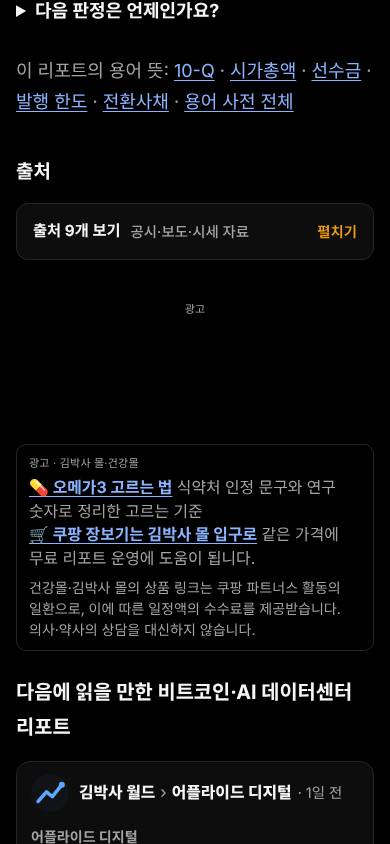 ▶ 다음 판정은 언제인가요?
이 리포트의 용어 뜻: 10-Q · 시가총액 · 선수금 ·
발행 한도 · 전환사채 · 용어 사전 전체
출처
출처 9개 보기 공시·보도·시세 자료 펼치기
광고
광고 · 김박사 몰·건강몰
💊 오메가3 고르는 법 식약처 인정 문구와 연구
숫자로 정리한 고르는 기준
🛒 쿠팡 장보기는 김박사 몰 입구로 같은 가격에
무료 리포트 운영에 도움이 됩니다.
건강몰·김박사 몰의 상품 링크는 쿠팡 파트너스 활동의
일환으로, 이에 따른 일정액의 수수료를 제공받습니다.
의사·약사의 상담을 대신하지 않습니다.
다음에 읽을 만한 비트코인·AI 데이터센터
리포트
김박사 월드 › 어플라이드 디지털 · 1일 전
어플라이드 디지털